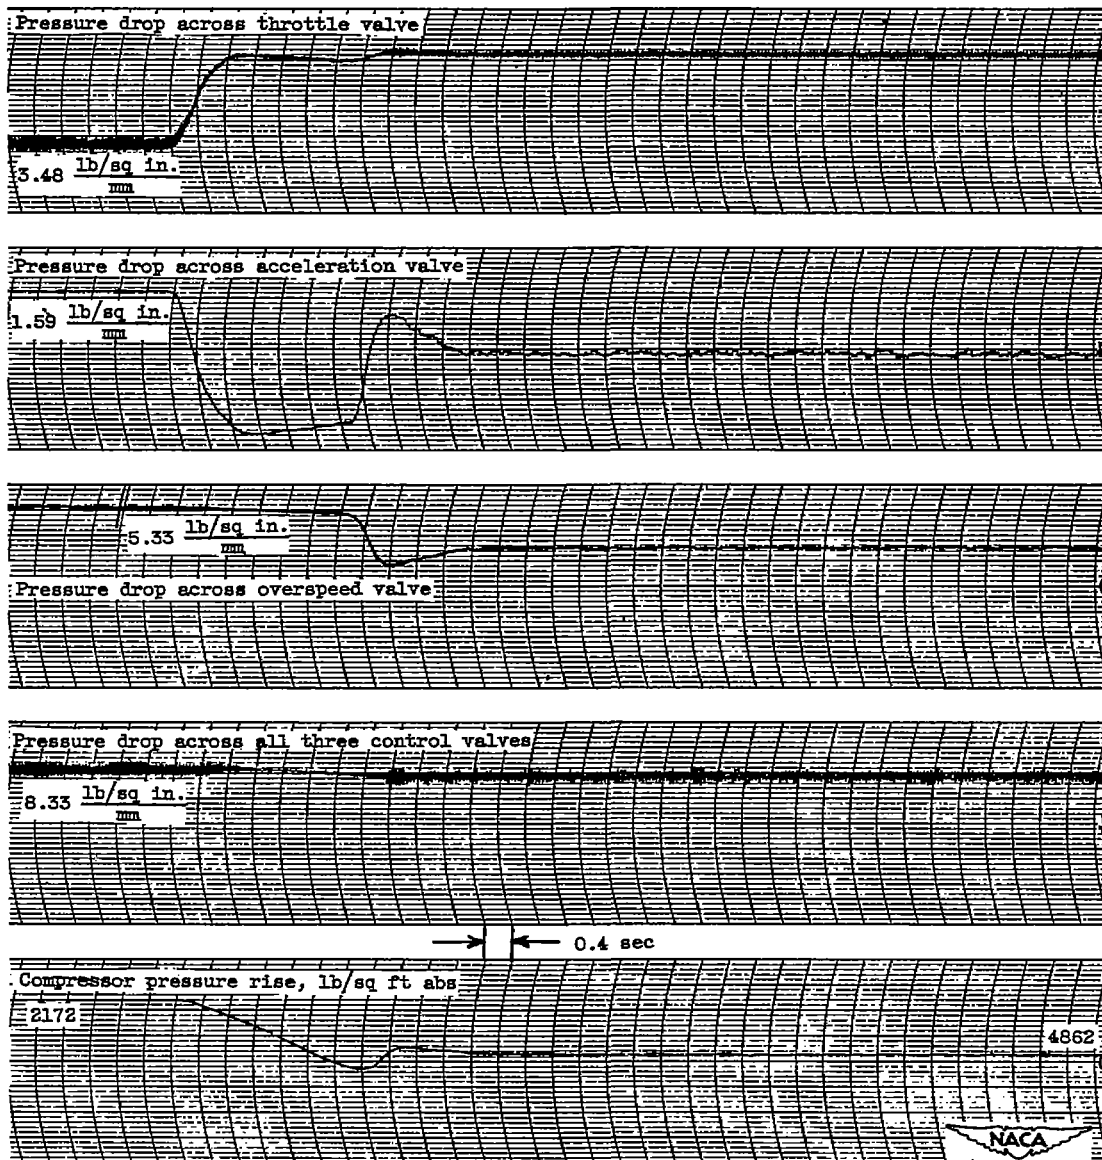 Pressure drop across throttle valve
3.48 lb/sq in.
mm
Pressure drop across acceleration valve
1.59 lb/sq in.
mm
5.33 lb/sq in.
mm
Pressure drop across overspeed valve
Pressure drop across all three control valves
8.33 lb/sq in.
mm
0.4 sec
Compressor pressure rise, lb/sq ft abs
2172
4862
NACA